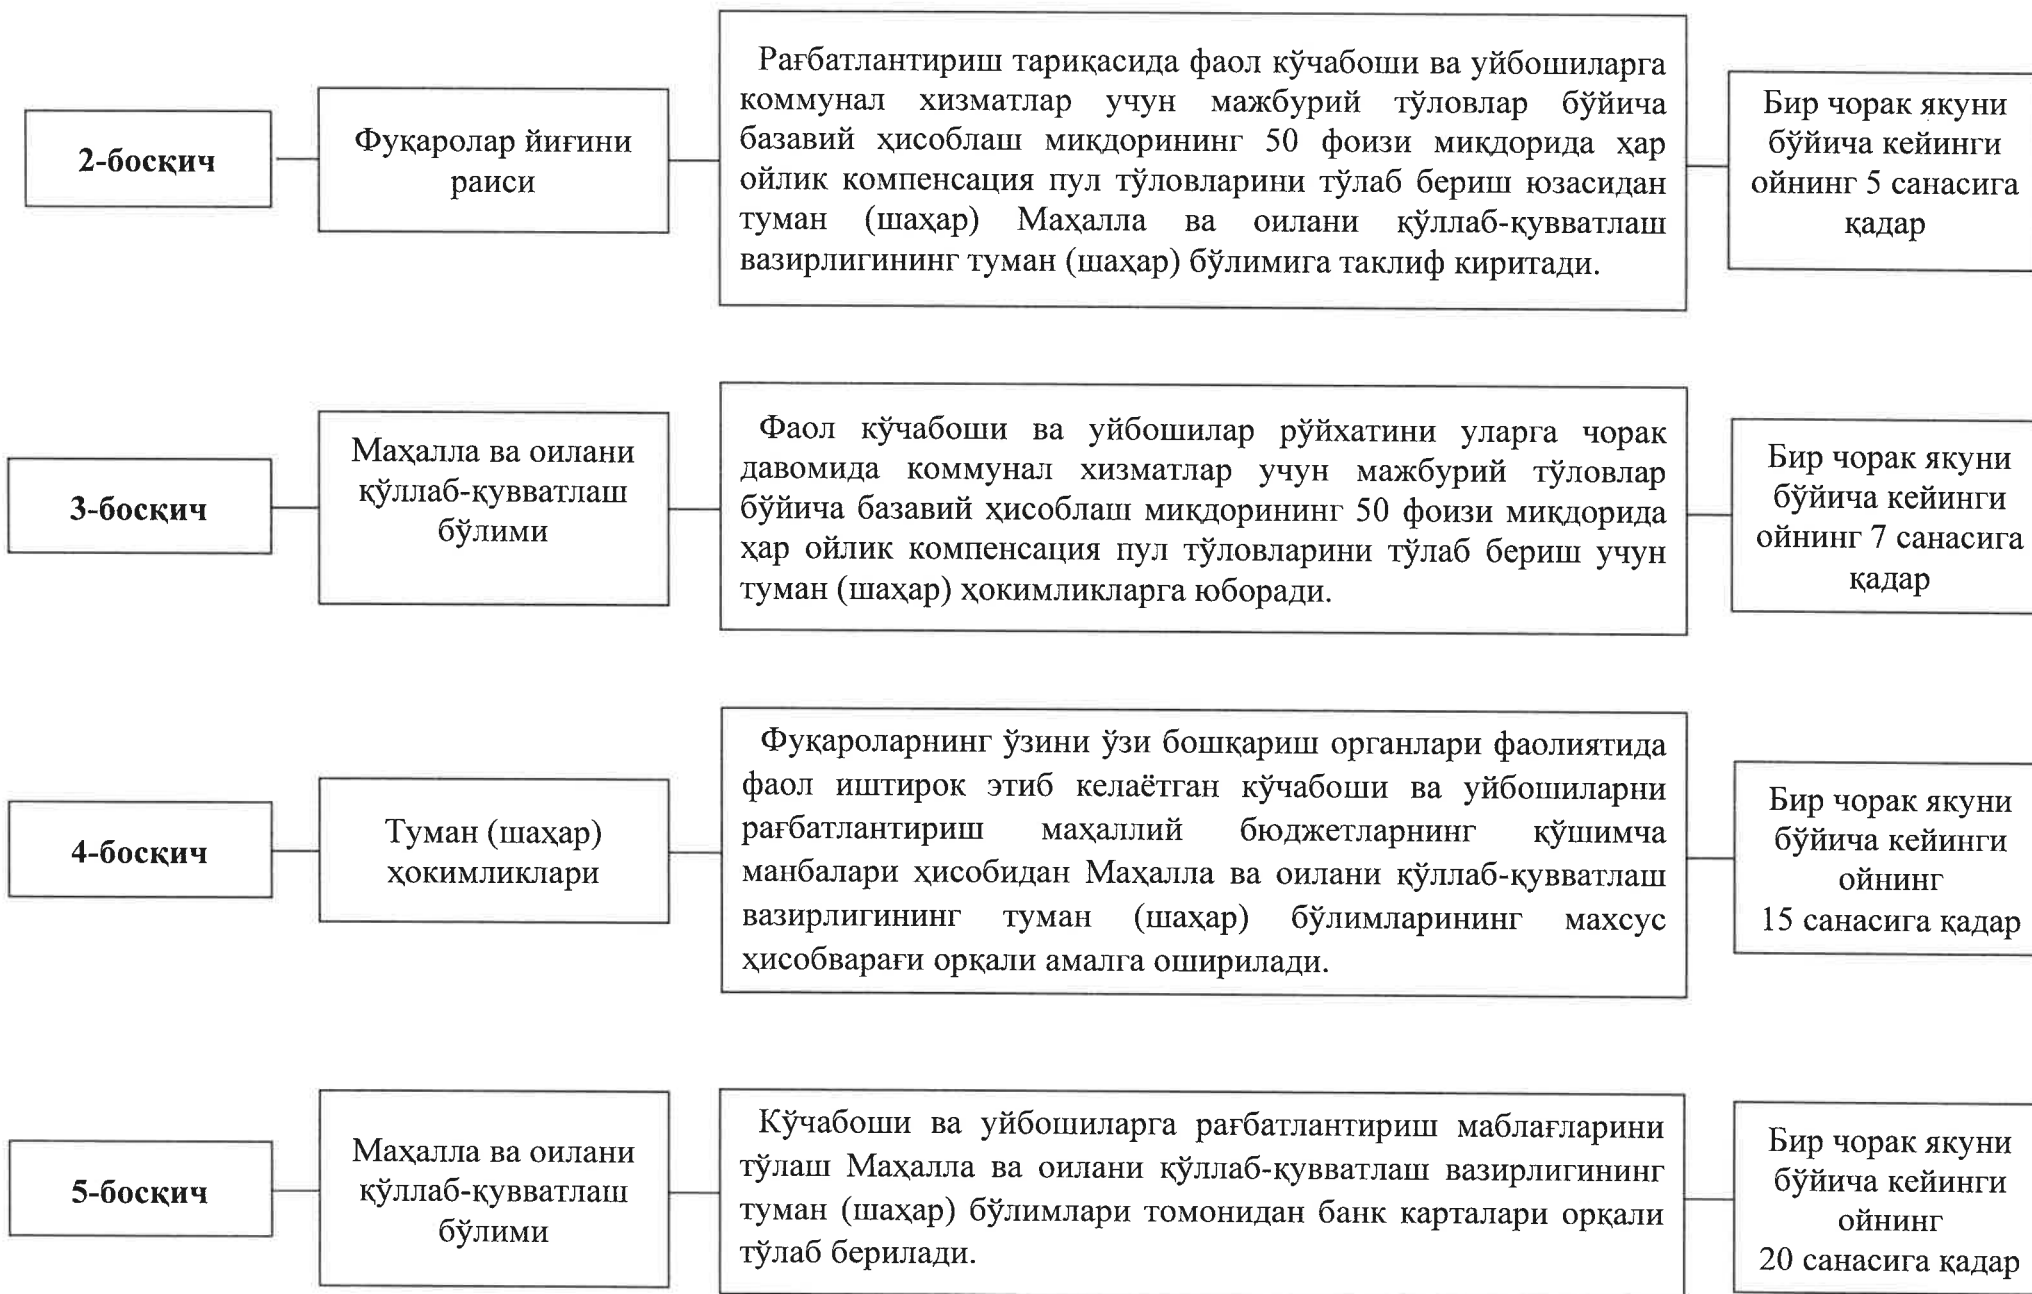 2-босқич
Фуқаролар йиғини
раиси
Рағбатлантириш тариқасида фаол кўчабоши ва уйбошиларга
коммунал хизматлар учун мажбурий тўловлар бўйича
базавий ҳисоблаш миқдорининг 50 фоизи миқдорида ҳар
ойлик компенсация пул тўловларини тўлаб бериш юзасидан
туман (шаҳар) Маҳалла ва оилани қўллаб-қувватлаш
вазирлигининг туман (шаҳар) бўлимига таклиф киритади.
Бир чорак якуни
бўйича кейинги
ойнинг 5 санасига
қадар
3-босқич
Маҳалла ва оилани
қўллаб-қувватлаш
бўлими
Фаол кўчабоши ва уйбошилар рўйхатини уларга чорак
давомида коммунал хизматлар учун мажбурий тўловлар
бўйича базавий ҳисоблаш миқдорининг 50 фоизи миқдорида
ҳар ойлик компенсация пул тўловларини тўлаб бериш учун
туман (шаҳар) ҳокимликларга юборади.
Бир чорак якуни
бўйича кейинги
ойнинг 7 санасига
қадар
4-босқич
Туман (шаҳар)
ҳокимликлари
Фуқароларнинг ўзини ўзи бошқариш органлари фаолиятида
фаол иштирок этиб келаётган кўчабоши ва уйбошиларни
рағбатлантириш маҳаллий бюджетларнинг қўшимча
манбалари ҳисобидан Маҳалла ва оилани қўллаб-қувватлаш
вазирлигининг туман (шаҳар) бўлимларининг махсус
ҳисобварағи орқали амалга оширилади.
Бир чорак якуни
бўйича кейинги
ойнинг
15 санасига қадар
5-босқич
Маҳалла ва оилани
қўллаб-қувватлаш
бўлими
Кўчабоши ва уйбошиларга рағбатлантириш маблағларини
тўлаш Маҳалла ва оилани қўллаб-қувватлаш вазирлигининг
туман (шаҳар) бўлимлари томонидан банк карталари орқали
тўлаб берилади.
Бир чорак якуни
бўйича кейинги
ойнинг
20 санасига қадар